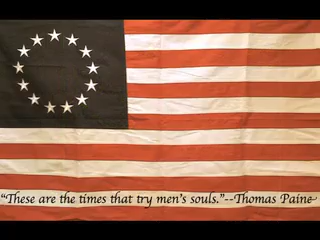 “These are the times that try men's souls.”--Thomas Paine